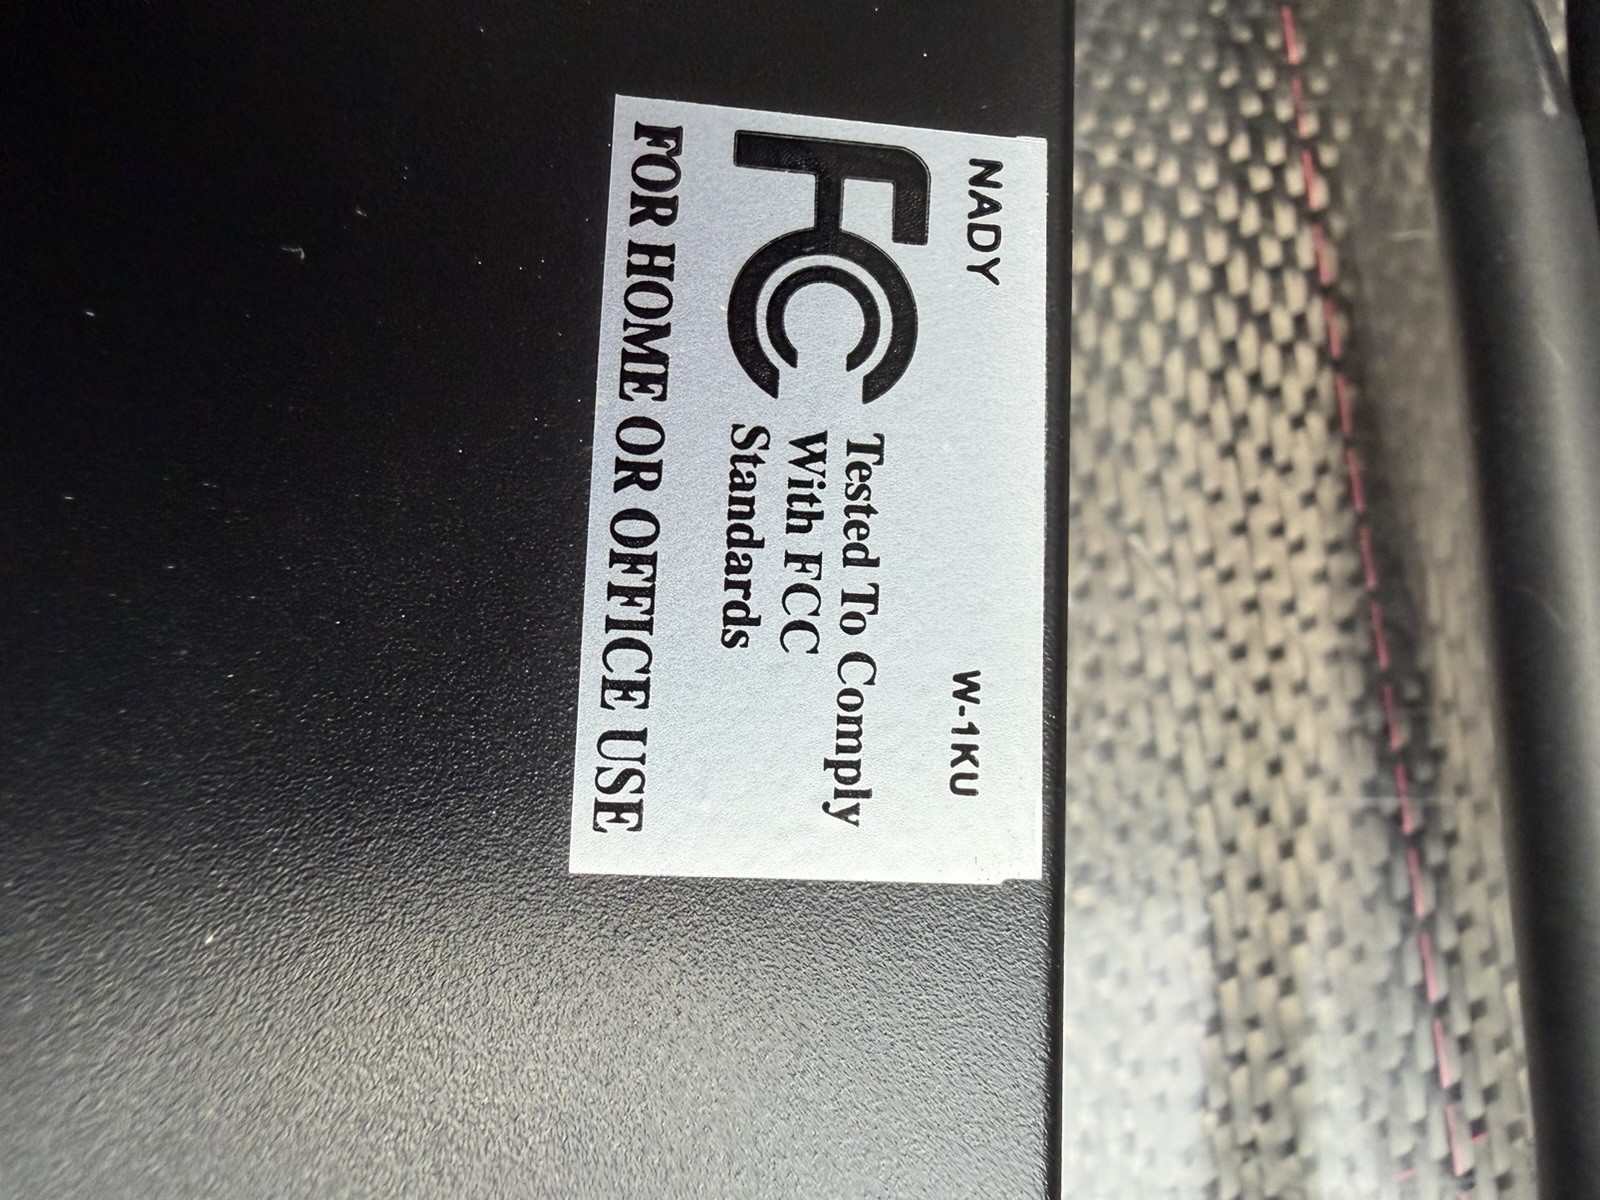 NADY W-1KU
FC Tested To Comply
With FCC
Standards
FOR HOME OR OFFICE USE